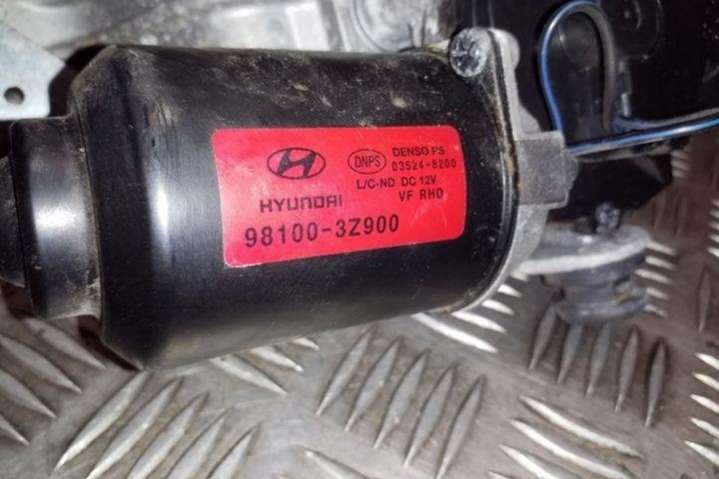 DNPS
DENSO PS
03524-8200
L/C-ND DC 12V
VF RHD
HYUNDAI
98100-3Z900